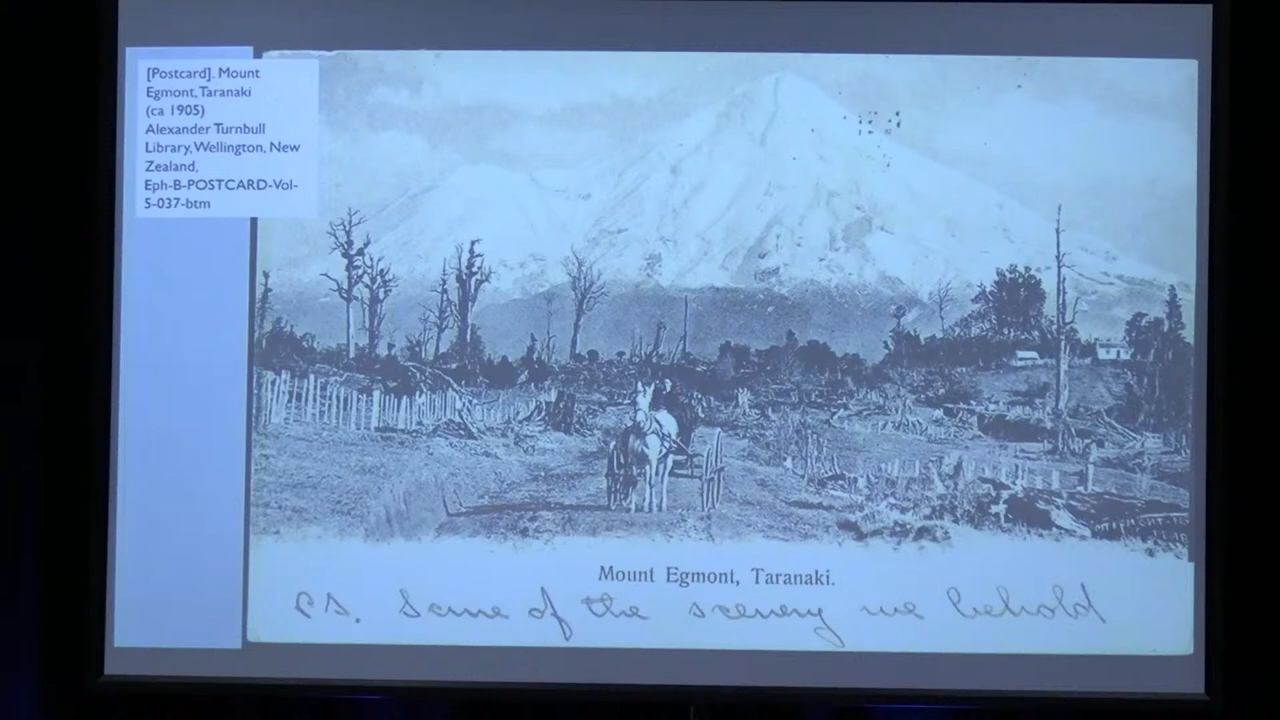 [Postcard]. Mount
Egmont, Taranaki
(ca 1905)
Alexander Turnbull
Library, Wellington, New
Zealand,
Eph-B-POSTCARD-Vol-
5-037-btm
Mount Egmont, Taranaki.
P.S. Some of the scenery we behold